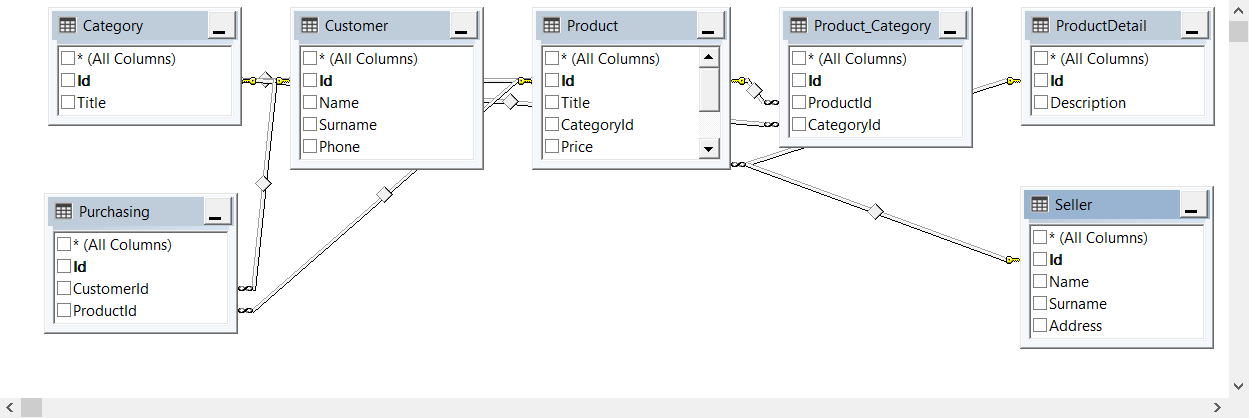 Category
* (All Columns)
Id
Title
Customer
* (All Columns)
Id
Name
Surname
Phone
Product
* (All Columns)
Id
Title
CategoryId
Price
Product_Category
* (All Columns)
Id
ProductId
CategoryId
ProductDetail
* (All Columns)
Id
Description
Purchasing
* (All Columns)
Id
CustomerId
ProductId
Seller
* (All Columns)
Id
Name
Surname
Address